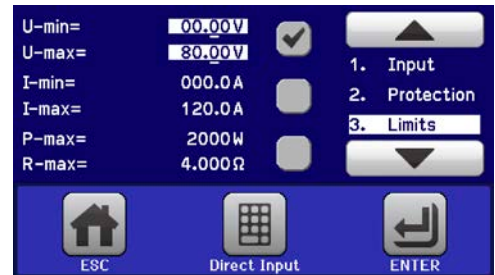 U-min= 00.00V
U-max= 80.00V
I-min= 000.0A
I-max= 120.0A
P-max= 2000W
R-max= 4.000Ω
1. Input
2. Protection
3. Limits
ESC
Direct Input
ENTER